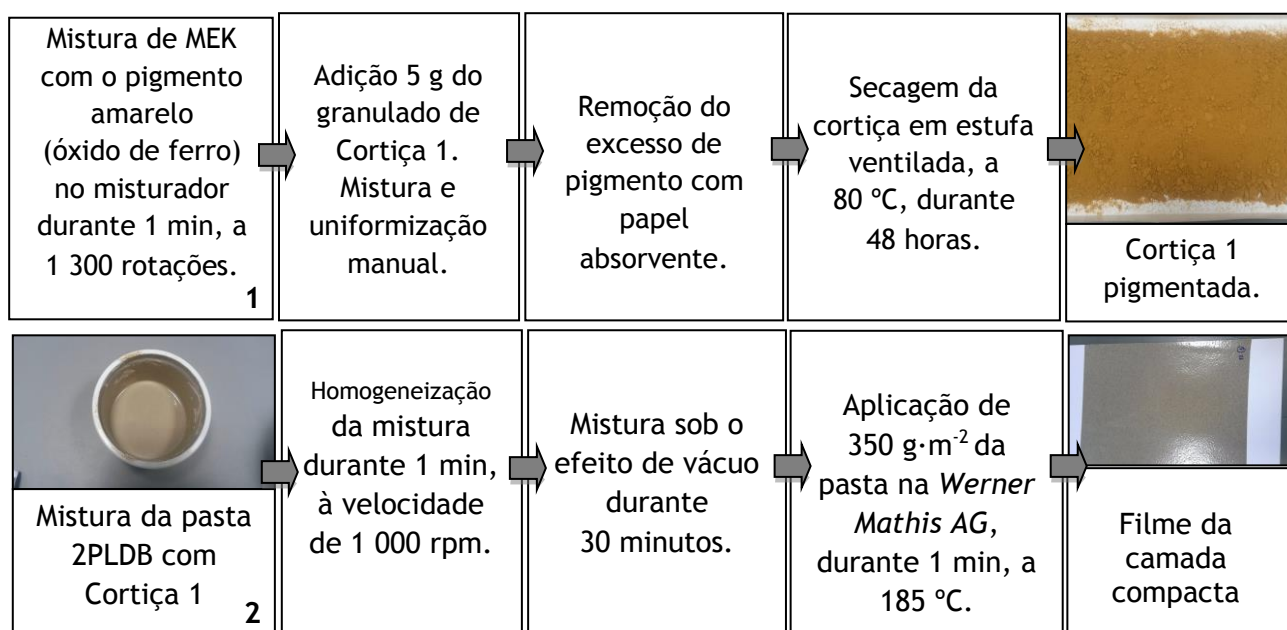 Mistura de MEK
com o pigmento
amarelo
(óxido de ferro)
no misturador
durante 1 min, a
1 300 rotações.
1
Adição 5 g do
granulado de
Cortiça 1.
Mistura e
uniformização
manual.
Remoção do
excesso de
pigmento com
papel
absorvente.
Secagem da
cortiça em estufa
ventilada, a
80 ºC, durante
48 horas.
Cortiça 1
pigmentada.
Mistura da pasta
2PLDB com
Cortiça 1
2
Homogeneização
da mistura
durante 1 min,
à velocidade
de 1 000 rpm.
Mistura sob o
efeito de vácuo
durante
30 minutos.
Aplicação de
350 g·m⁻² da
pasta na Werner
Mathis AG,
durante 1 min, a
185 ºC.
Filme da
camada
compacta